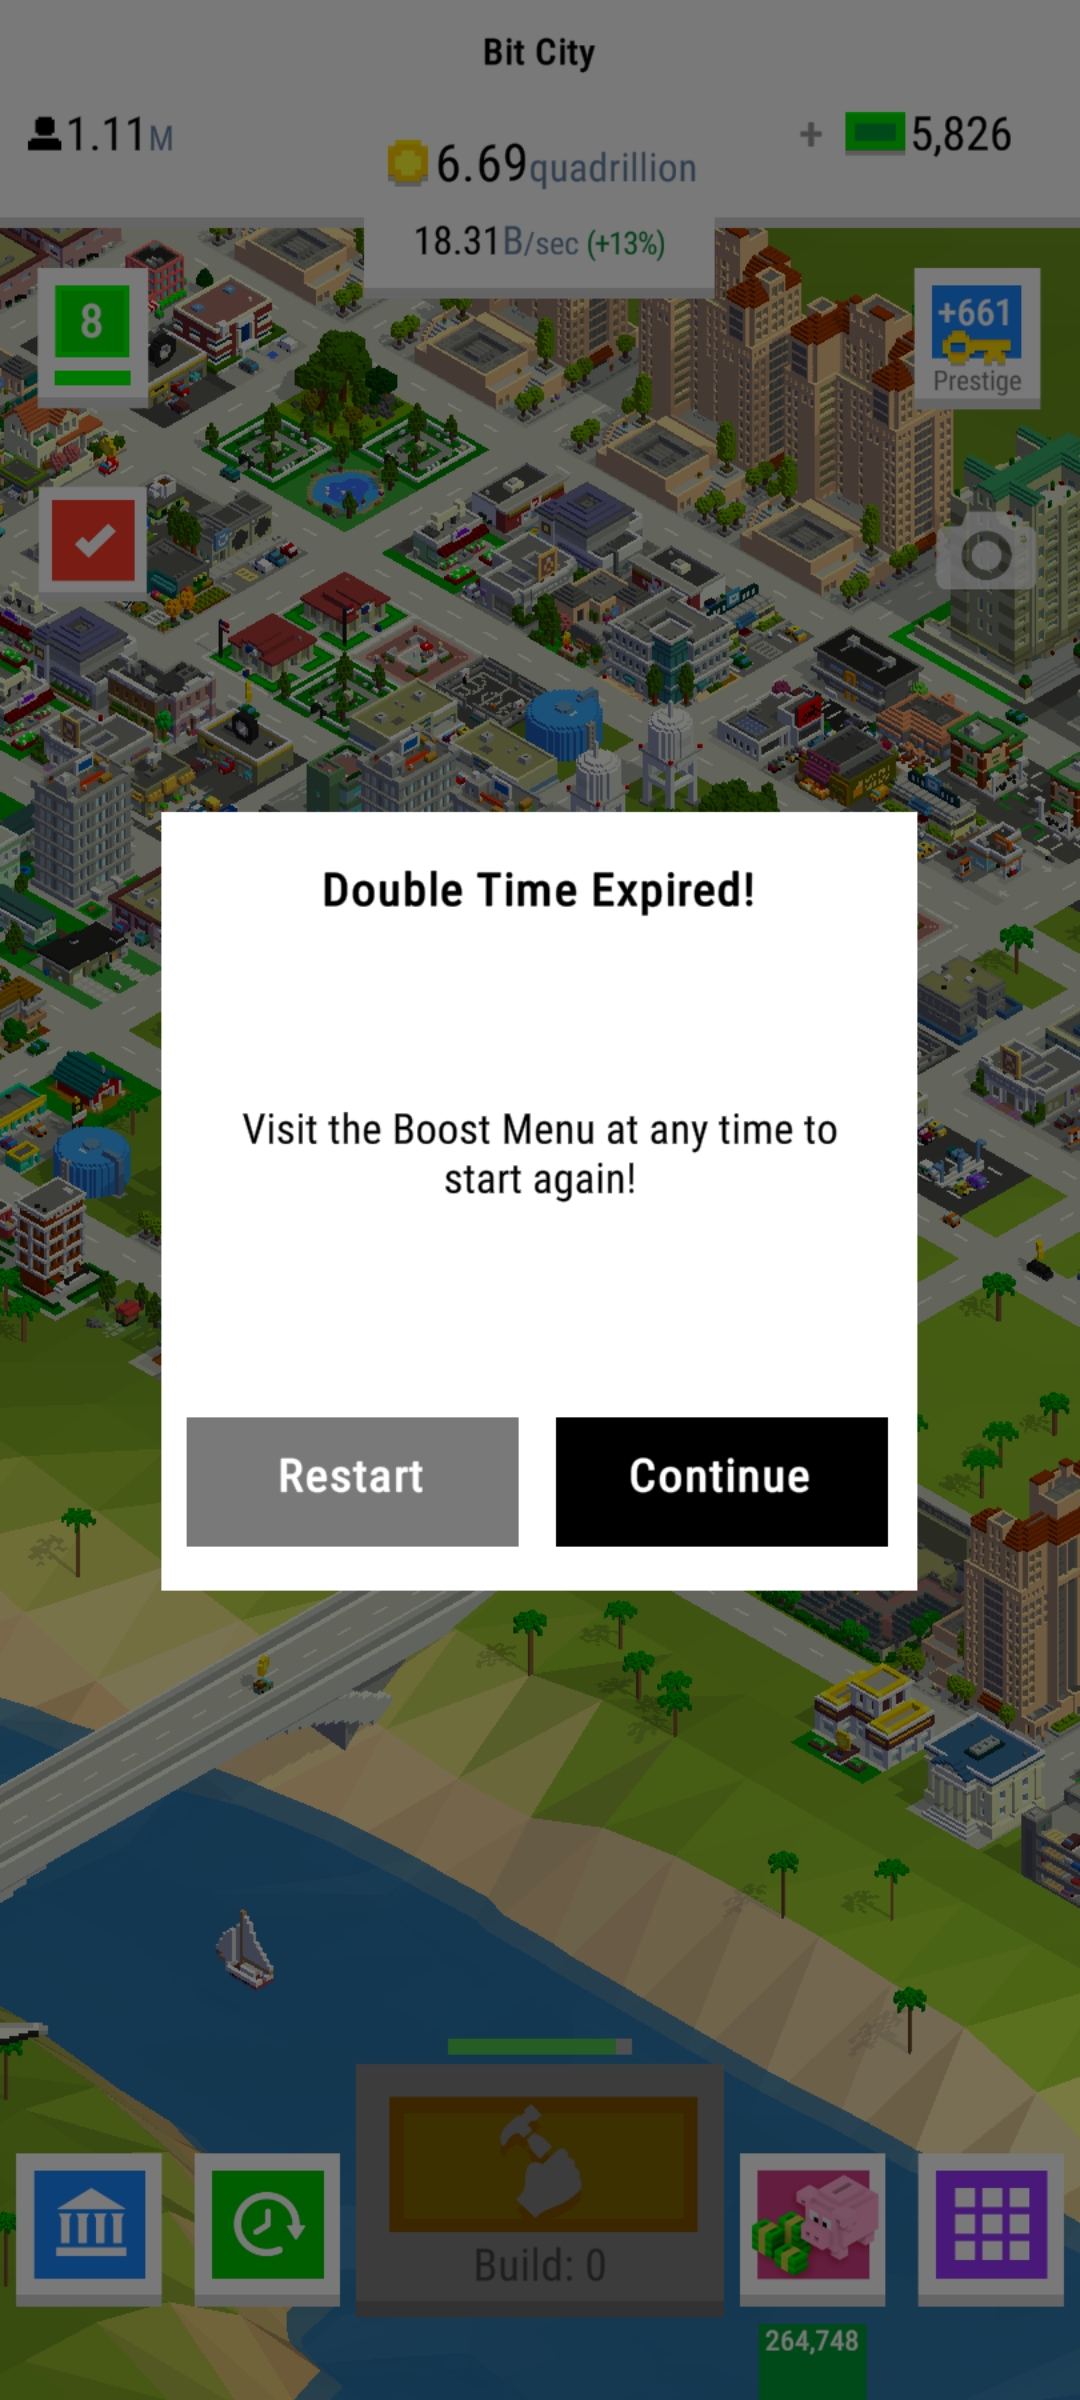 Bit City
1.11M
6.69quadrillion
+ 5,826
18.31B/sec (+13%)
8
+661
Prestige
Double Time Expired!
Visit the Boost Menu at any time to
start again!
Restart
Continue
Build: 0
264,748